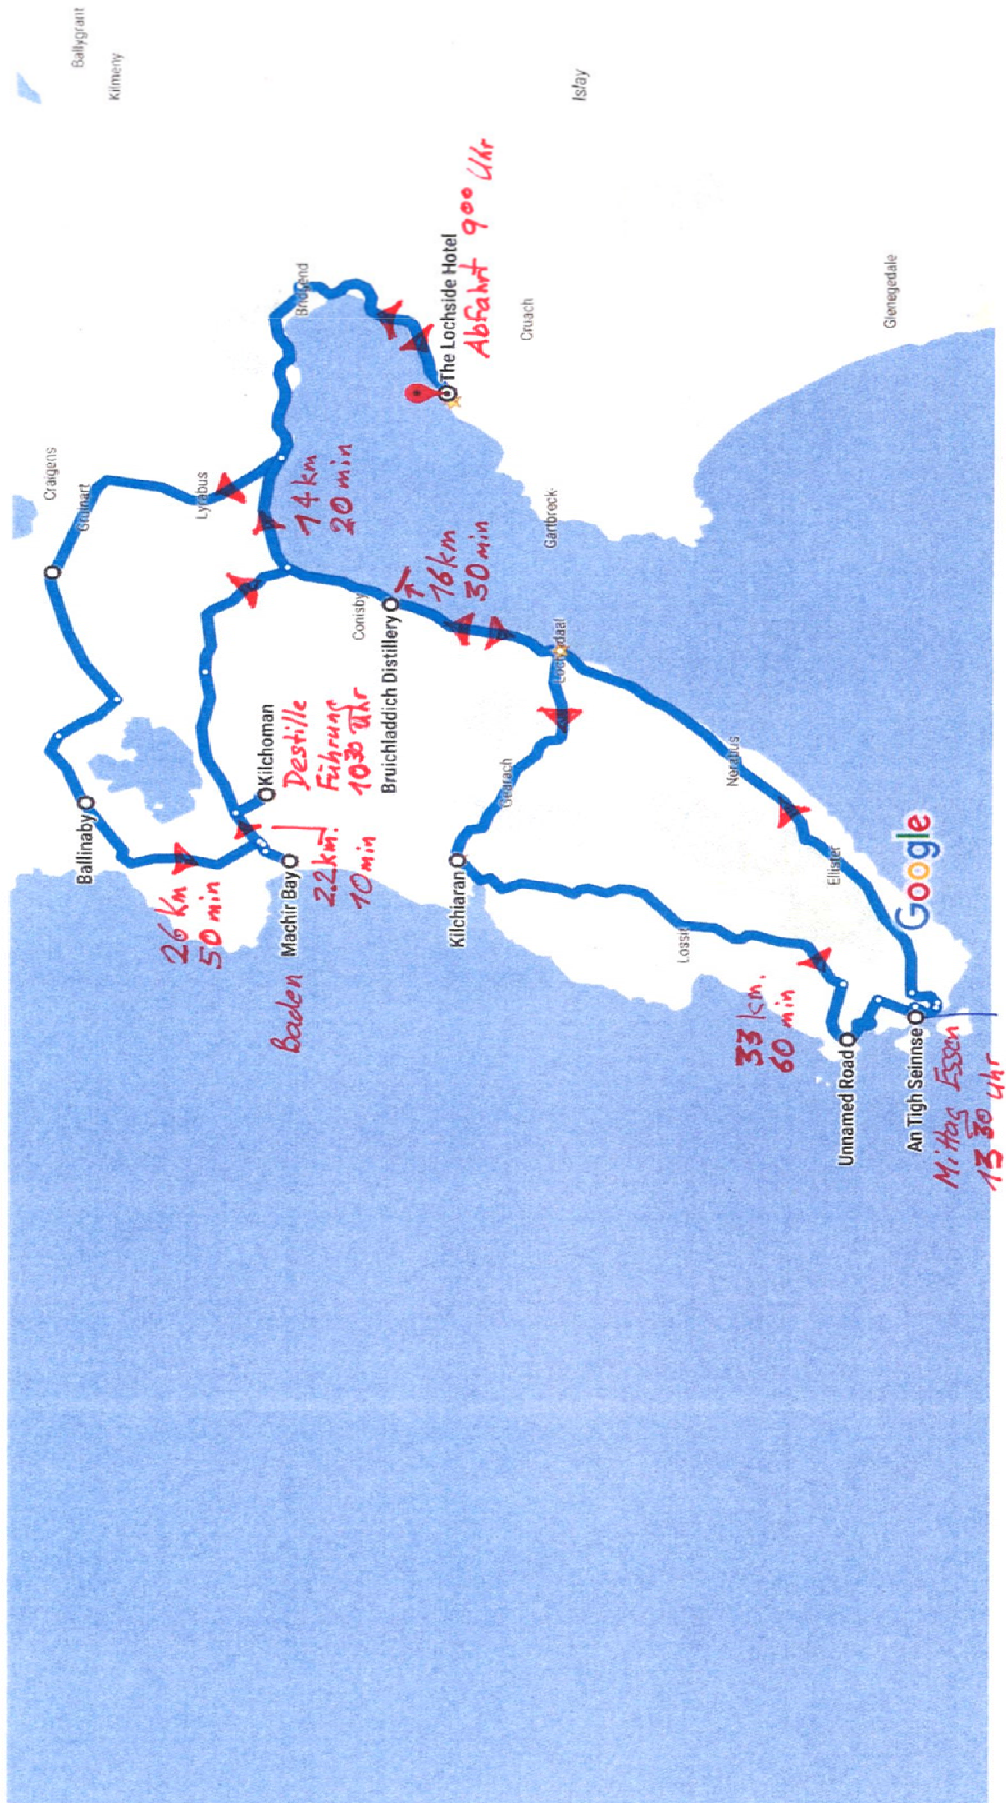 Ballygrant
Kilmeny
Islay
Bridgend
The Lochside Hotel
Abfahrt 9⁰⁰ Uhr
Cruach
Glenegedale
Craigens
Gruinart
Lyrabus
14 km
20 min
Gartbreck
Conisby
Bruichladdich Distillery
16 km
30 min
Kilchoman
Destille
Führung
10³⁰ Uhr
Ballinaby
26 km
50 min
Machir Bay
2.2 km.
10 min
Baden
Gearach
Kilchiaran
Nerabus
Ellister
Google
Lossit
33 km.
60 min
Unnamed Road
An Tigh Seinnse
Mittag Essen
13³⁰ Uhr